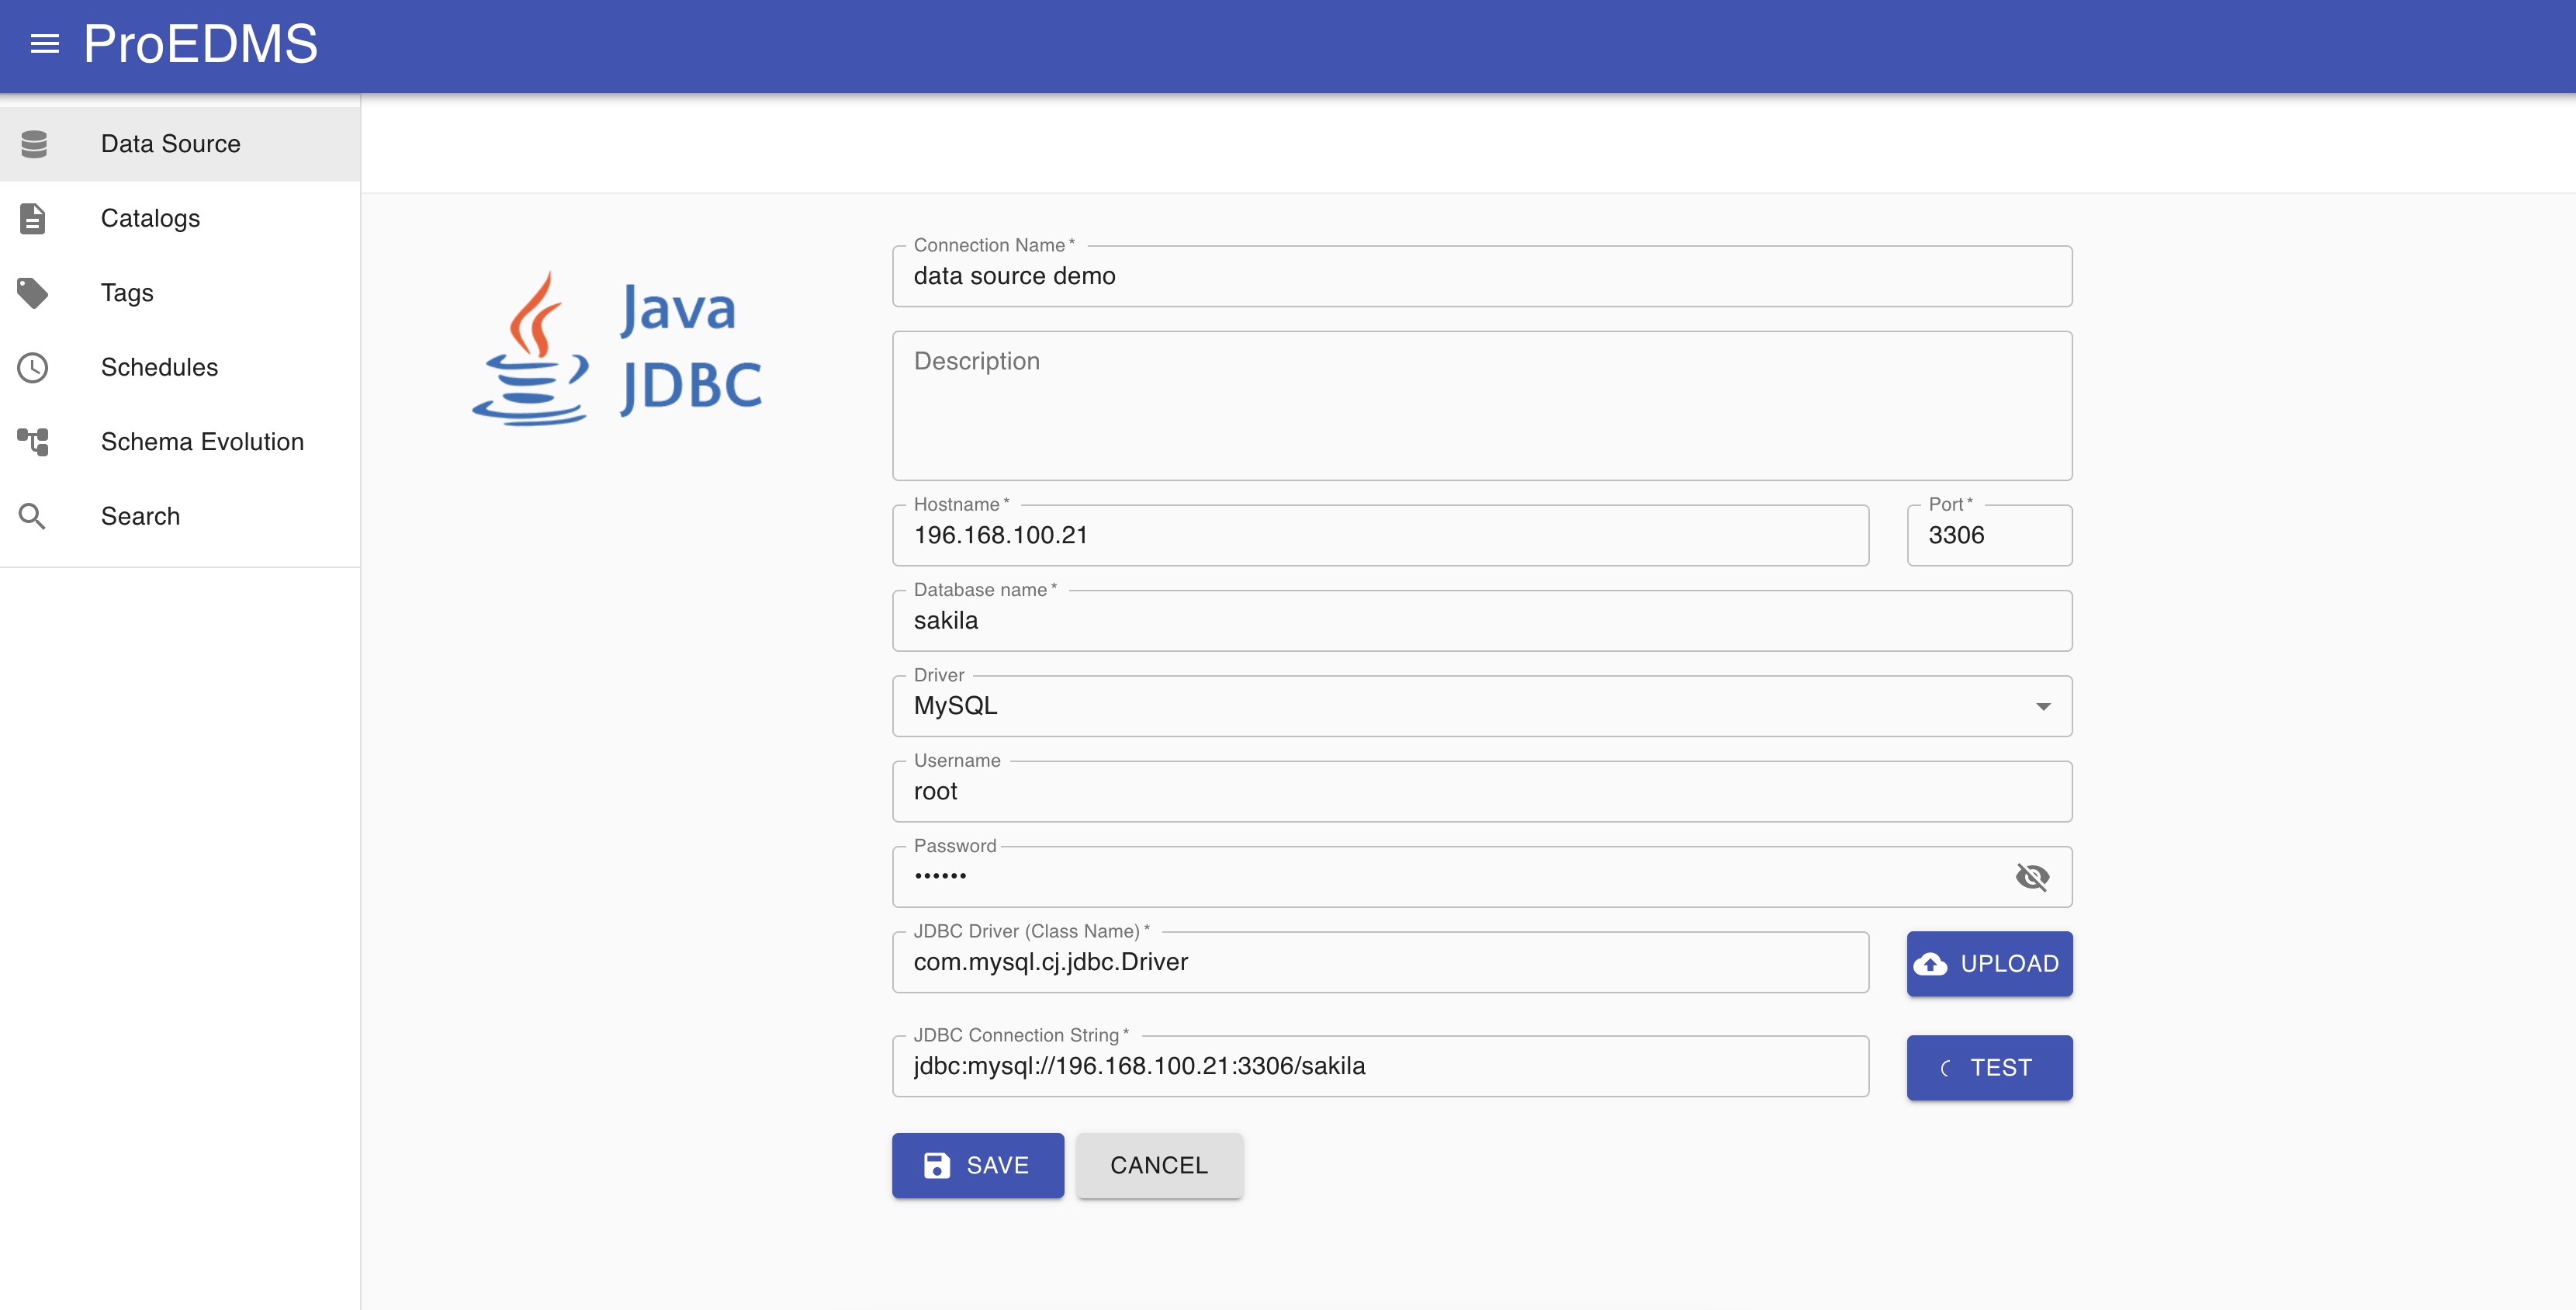 ProEDMS
Data Source
Catalogs
Tags
Schedules
Schema Evolution
Search
Java
JDBC
Connection Name *
data source demo
Description
Hostname *
196.168.100.21
Port *
3306
Database name *
sakila
Driver
MySQL
Username
root
Password
••••••
JDBC Driver (Class Name) *
com.mysql.cj.jdbc.Driver
UPLOAD
JDBC Connection String *
jdbc:mysql://196.168.100.21:3306/sakila
TEST
SAVE
CANCEL